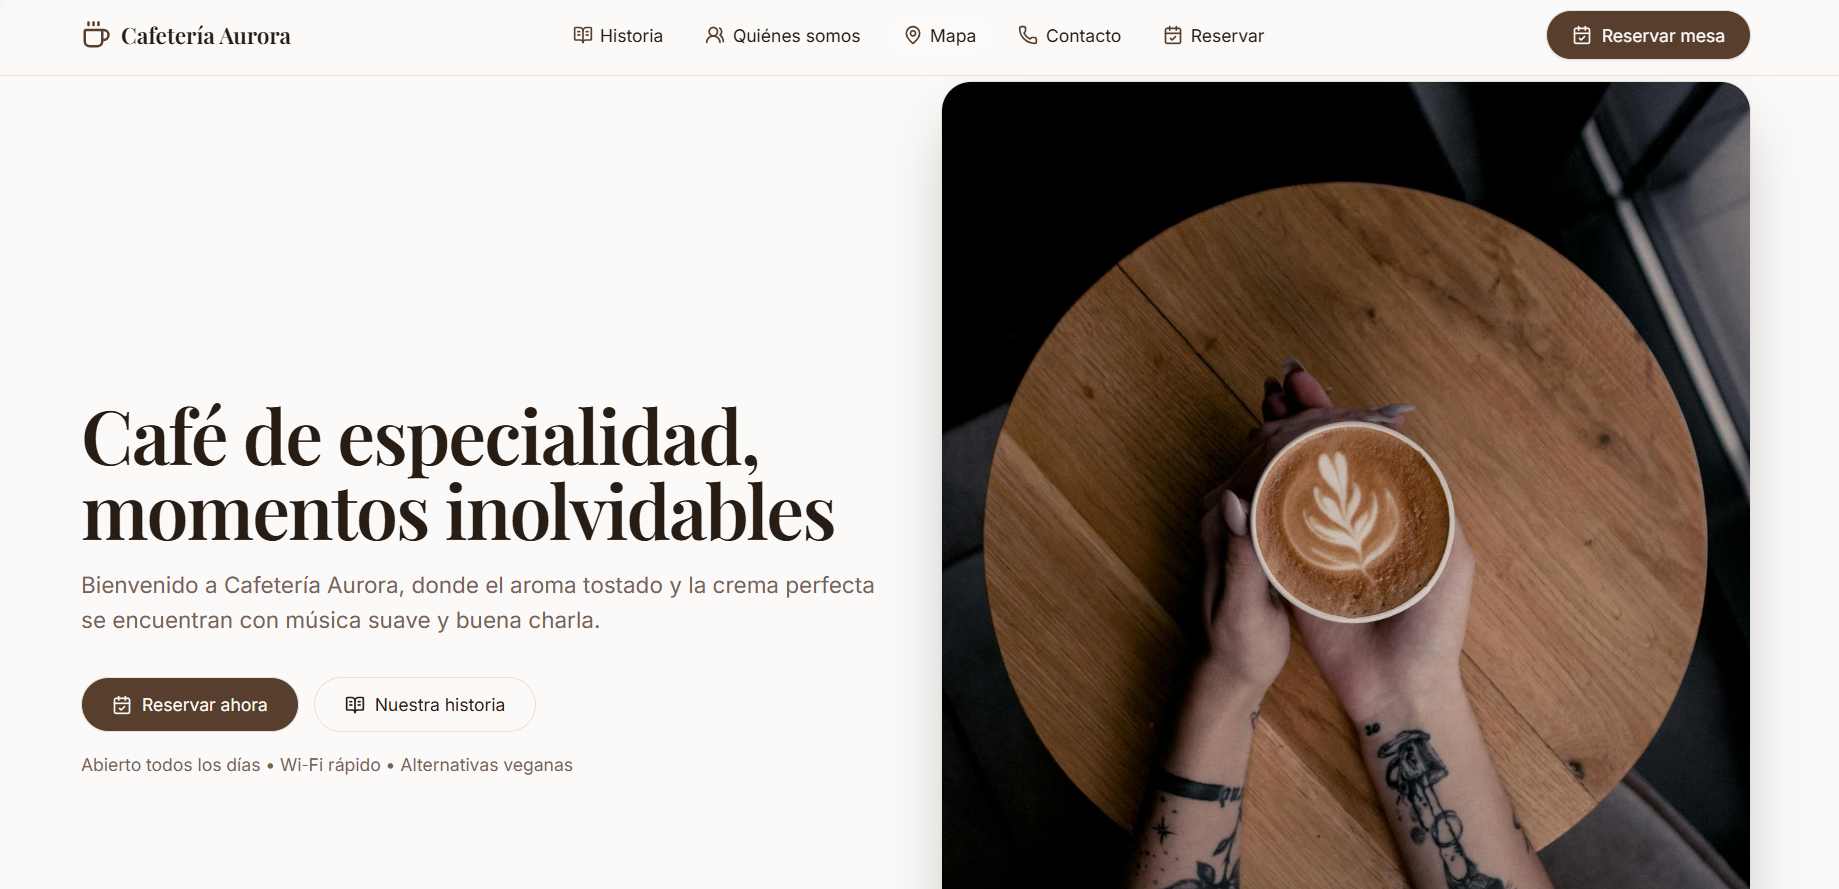 Cafetería Aurora
Historia
Quiénes somos
Mapa
Contacto
Reservar
Reservar mesa
Café de especialidad,
momentos inolvidables
Bienvenido a Cafetería Aurora, donde el aroma tostado y la crema perfecta
se encuentran con música suave y buena charla.
Reservar ahora
Nuestra historia
Abierto todos los días • Wi-Fi rápido • Alternativas veganas